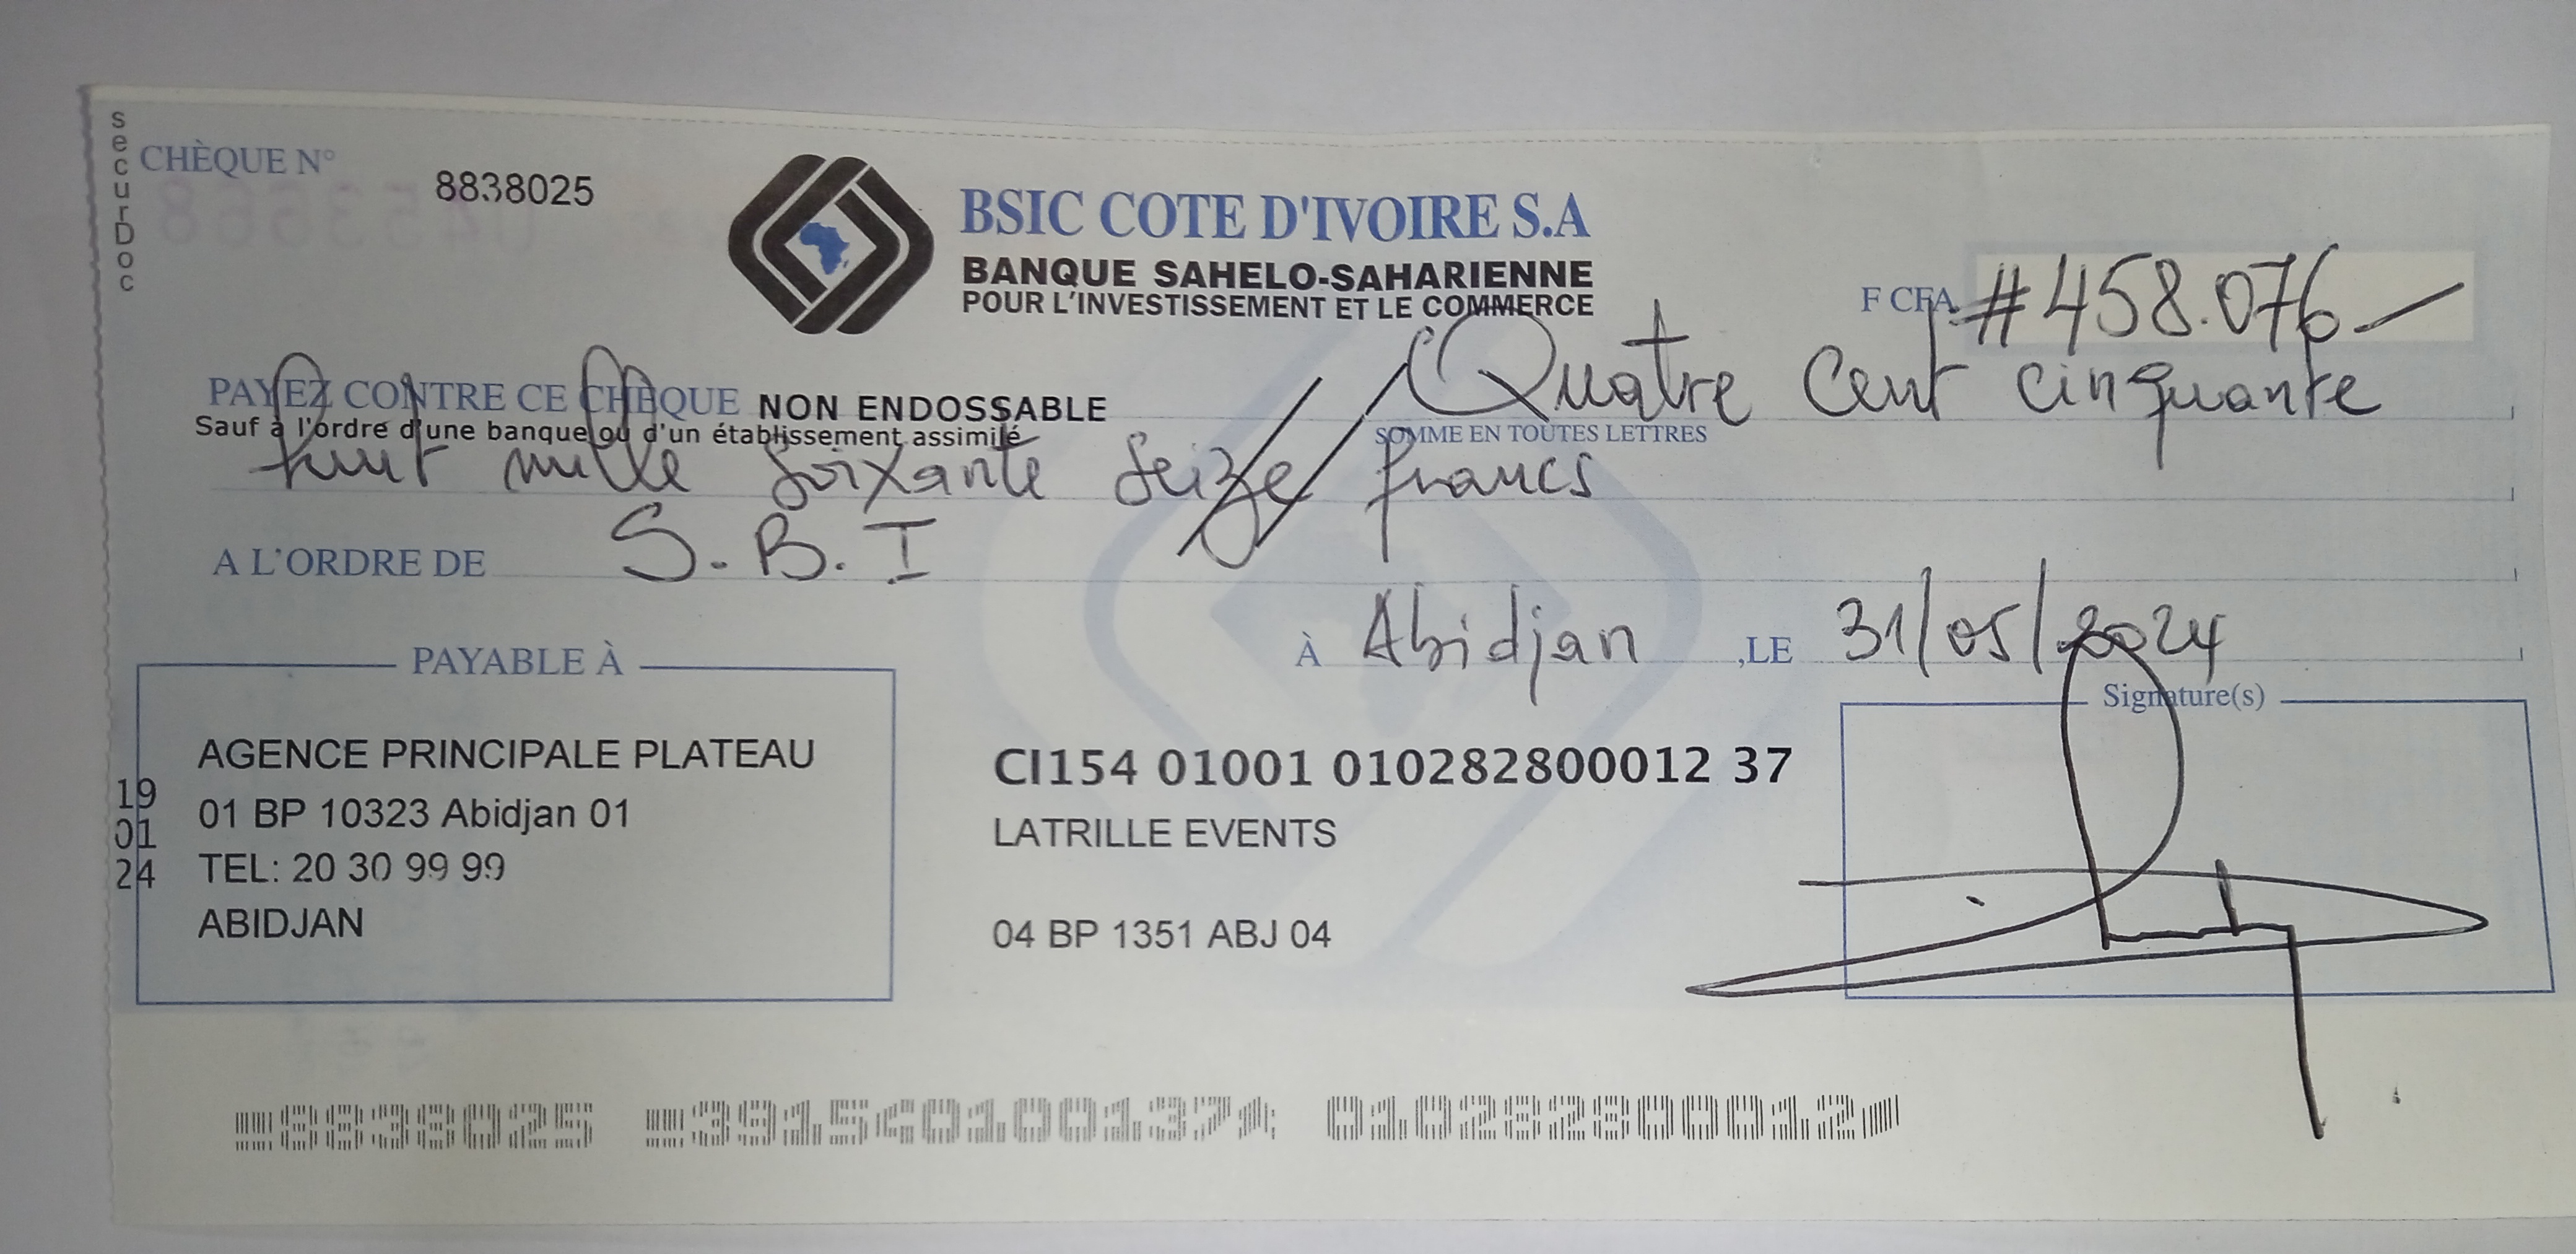 securDoc
CHÈQUE N° 8838025
BSIC COTE D'IVOIRE S.A
BANQUE SAHELO-SAHARIENNE
POUR L'INVESTISSEMENT ET LE COMMERCE
F CFA #458.076-
PAYEZ CONTRE CE CHÈQUE NON ENDOSSABLE Quatre cent cinquante
Sauf à l'ordre d'une banque ou d'un établissement assimilé
SOMME EN TOUTES LETTRES
huit mille soixante seize francs
A L'ORDRE DE S.B.I
À Abidjan ,LE 31/05/2024
PAYABLE À
Signature(s)
AGENCE PRINCIPALE PLATEAU
01 BP 10323 Abidjan 01
TEL: 20 30 99 99
ABIDJAN
19
01
24
CI154 01001 010282800012 37
LATRILLE EVENTS
04 BP 1351 ABJ 04
8838025 391540100137 010282800012